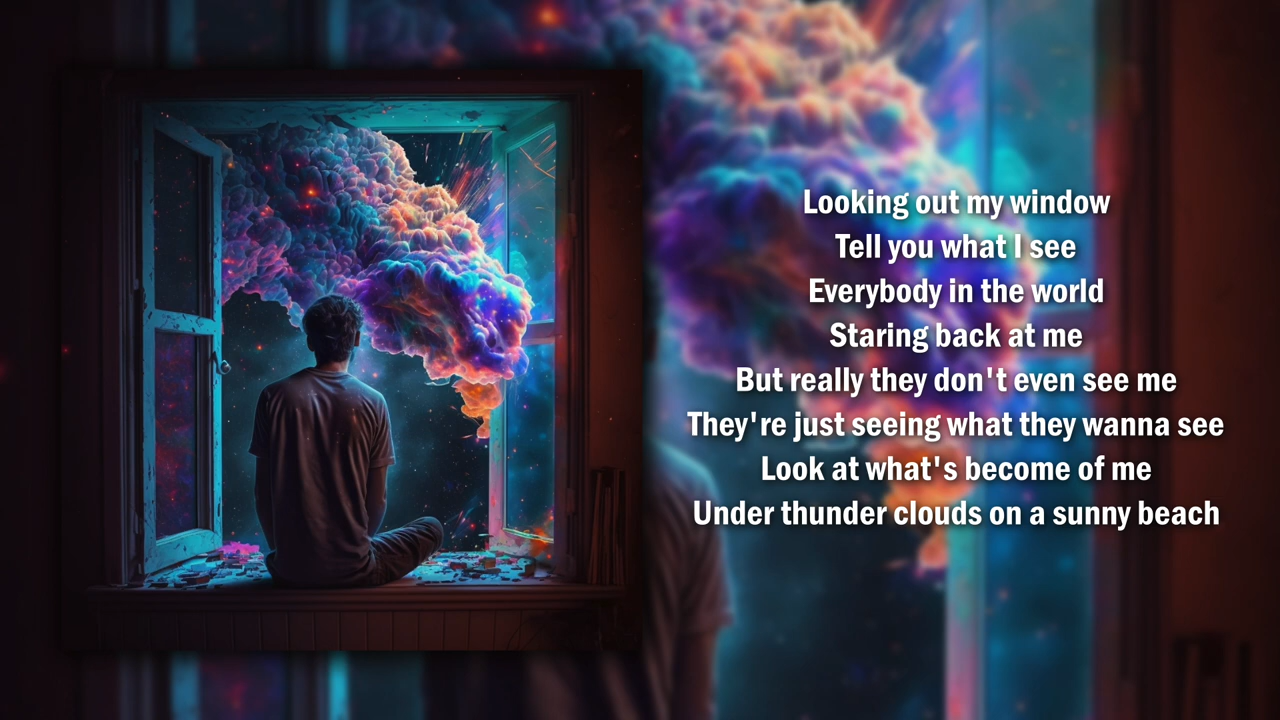 Looking out my window
Tell you what I see
Everybody in the world
Staring back at me
But really they don't even see me
They're just seeing what they wanna see
Look at what's become of me
Under thunder clouds on a sunny beach